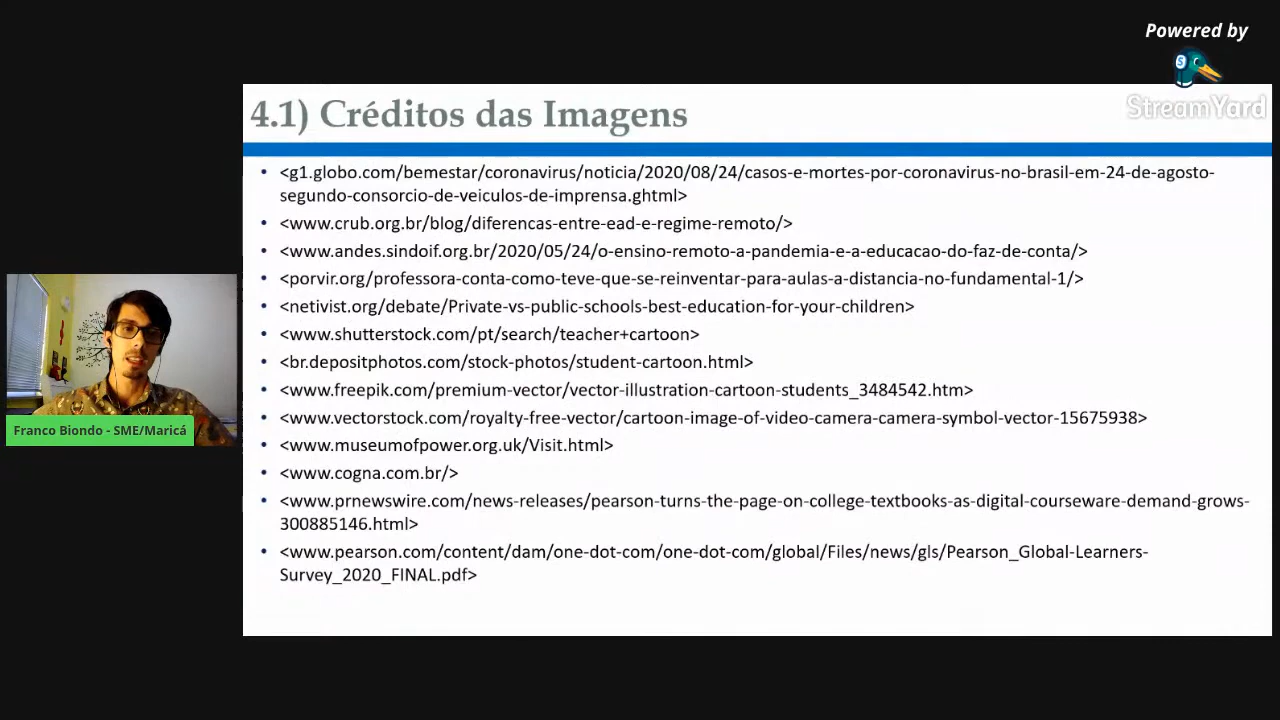 Powered by
StreamYard
4.1) Créditos das Imagens
• <g1.globo.com/bemestar/coronavirus/noticia/2020/08/24/casos-e-mortes-por-coronavirus-no-brasil-em-24-de-agosto-
segundo-consorcio-de-veiculos-de-imprensa.ghtml>
• <www.crub.org.br/blog/diferencas-entre-ead-e-regime-remoto/>
• <www.andes.sindoif.org.br/2020/05/24/o-ensino-remoto-a-pandemia-e-a-educacao-do-faz-de-conta/>
• <porvir.org/professora-conta-como-teve-que-se-reinventar-para-aulas-a-distancia-no-fundamental-1/>
• <netivist.org/debate/Private-vs-public-schools-best-education-for-your-children>
• <www.shutterstock.com/pt/search/teacher+cartoon>
• <br.depositphotos.com/stock-photos/student-cartoon.html>
• <www.freepik.com/premium-vector/vector-illustration-cartoon-students_3484542.htm>
• <www.vectorstock.com/royalty-free-vector/cartoon-image-of-video-camera-camera-symbol-vector-15675938>
• <www.museumofpower.org.uk/Visit.html>
• <www.cogna.com.br/>
• <www.prnewswire.com/news-releases/pearson-turns-the-page-on-college-textbooks-as-digital-courseware-demand-grows-
300885146.html>
• <www.pearson.com/content/dam/one-dot-com/one-dot-com/global/Files/news/gls/Pearson_Global-Learners-
Survey_2020_FINAL.pdf>
Franco Biondo - SME/Maricá